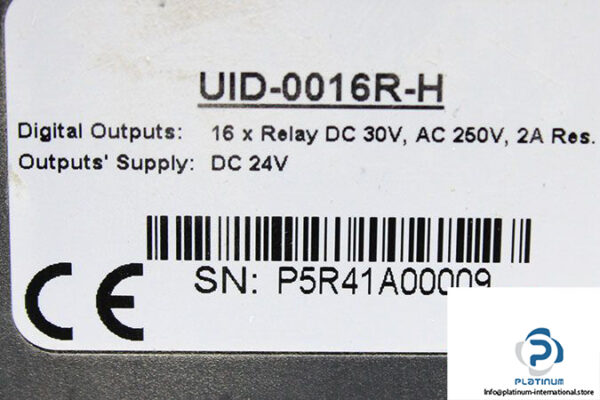 UID-0016R-H
Digital Outputs: 16 x Relay DC 30V, AC 250V, 2A Res.
Outputs' Supply: DC 24V
SN: P5R41A00009
CE
PLATINUM
Info@platinum-international.store